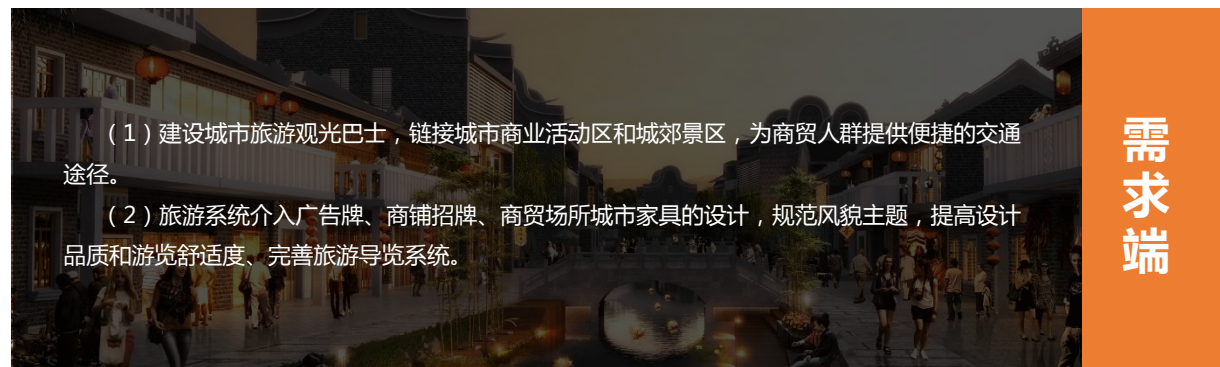 （1）建设城市旅游观光巴士，链接城市商业活动区和城郊景区，为商贸人群提供便捷的交通
途径。
（2）旅游系统介入广告牌、商铺招牌、商贸场所城市家具的设计，规范风貌主题，提高设计
品质和游览舒适度、完善旅游导览系统。
需求端